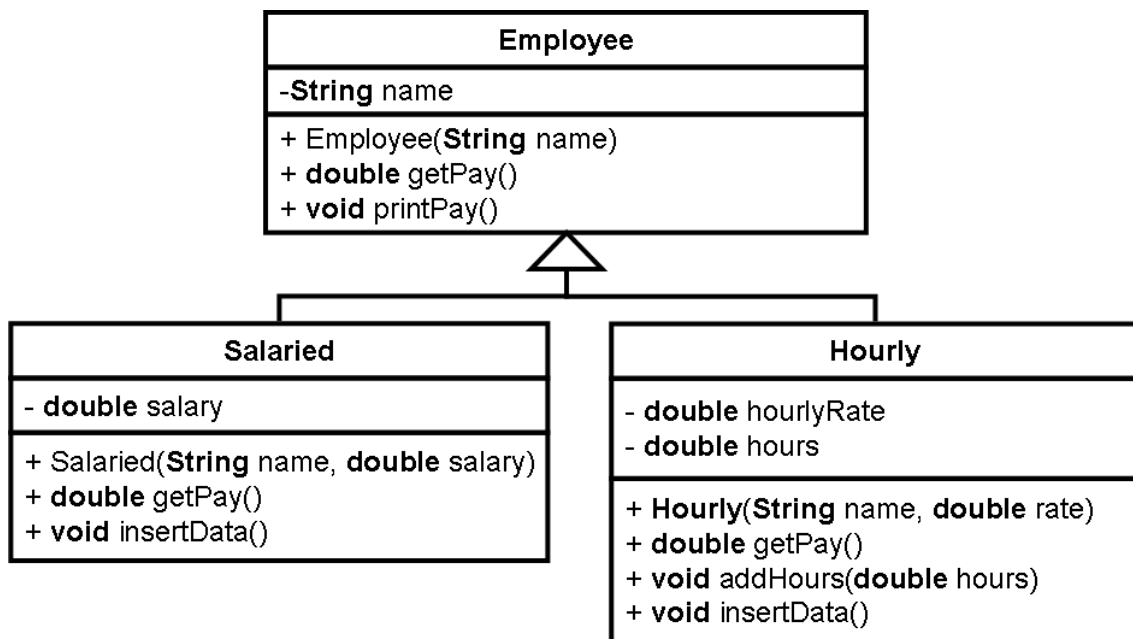 Employee
-String name
+ Employee(String name)
+ double getPay()
+ void printPay()
Salaried
- double salary
+ Salaried(String name, double salary)
+ double getPay()
+ void insertData()
Hourly
- double hourlyRate
- double hours
+ Hourly(String name, double rate)
+ double getPay()
+ void addHours(double hours)
+ void insertData()